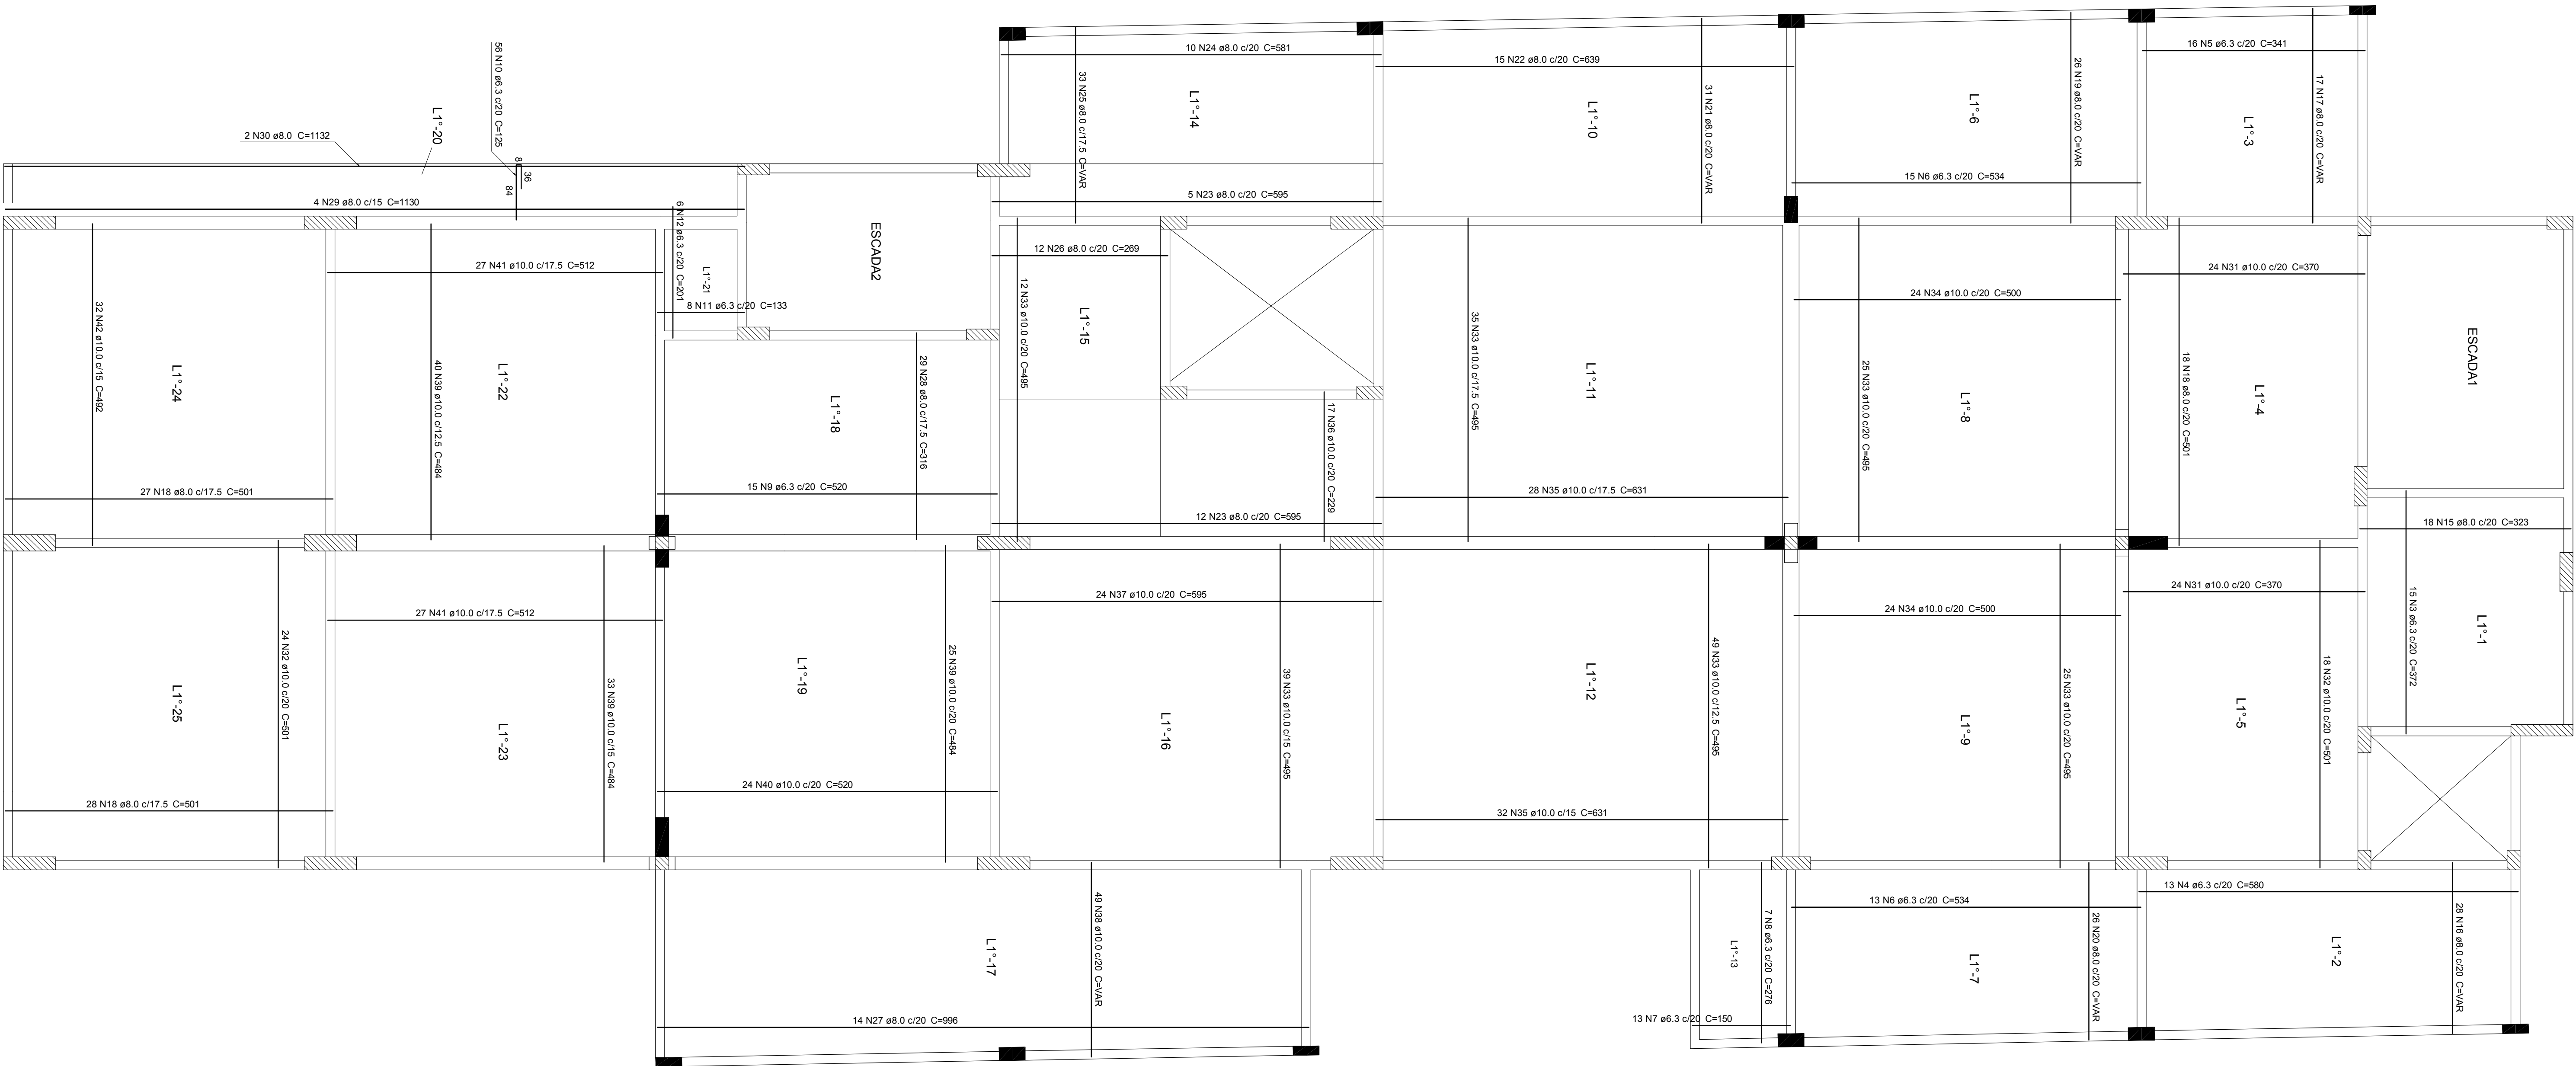 10 N24 ø8.0 c/20 C=581
15 N22 ø8.0 c/20 C=639
16 N5 ø6.3 c/20 C=341
33 N25 ø8.0 c/17.5 C=VAR
L1°-14
L1°-10
31 N21 ø8.0 c/20 C=VAR
L1°-6
26 N19 ø8.0 c/20 C=VAR
L1°-3
17 N17 ø8.0 c/20 C=VAR
56 N10 ø6.3 c/20 C=125
L1°-20
2 N30 ø8.0 C=1132
8
36
84
15 N6 ø6.3 c/20 C=534
5 N23 ø8.0 c/20 C=595
4 N29 ø8.0 c/15 C=1130
6 N12 ø6.3 c/20 C=201
L1°-21
ESCADA2
12 N26 ø8.0 c/20 C=269
27 N41 ø10.0 c/17.5 C=512
8 N11 ø6.3 c/20 C=133
24 N34 ø10.0 c/20 C=500
24 N31 ø10.0 c/20 C=370
32 N42 ø10.0 c/15 C=492
L1°-24
40 N39 ø10.0 c/12.5 C=484
L1°-22
L1°-18
29 N28 ø8.0 c/17.5 C=316
12 N33 ø10.0 c/20 C=495
L1°-15
17 N36 ø10.0 c/20 C=229
35 N33 ø10.0 c/17.5 C=495
L1°-11
25 N33 ø10.0 c/20 C=495
L1°-8
18 N18 ø8.0 c/20 C=501
L1°-4
ESCADA1
27 N18 ø8.0 c/17.5 C=501
15 N9 ø6.3 c/20 C=520
28 N35 ø10.0 c/17.5 C=631
12 N23 ø8.0 c/20 C=595
18 N15 ø8.0 c/20 C=323
15 N3 ø6.3 c/20 C=372
L1°-1
27 N41 ø10.0 c/17.5 C=512
24 N37 ø10.0 c/20 C=595
24 N34 ø10.0 c/20 C=500
24 N31 ø10.0 c/20 C=370
L1°-25
24 N32 ø10.0 c/20 C=501
L1°-23
33 N39 ø10.0 c/15 C=484
L1°-19
25 N39 ø10.0 c/20 C=484
L1°-16
39 N33 ø10.0 c/15 C=495
L1°-12
49 N33 ø10.0 c/12.5 C=495
L1°-9
25 N33 ø10.0 c/20 C=495
L1°-5
18 N32 ø10.0 c/20 C=501
28 N18 ø8.0 c/17.5 C=501
24 N40 ø10.0 c/20 C=520
32 N35 ø10.0 c/15 C=631
13 N6 ø6.3 c/20 C=534
13 N4 ø6.3 c/20 C=580
L1°-17
49 N38 ø10.0 c/20 C=VAR
L1°-13
7 N8 ø6.3 c/20 C=276
L1°-7
26 N20 ø8.0 c/20 C=VAR
L1°-2
28 N16 ø8.0 c/20 C=VAR
14 N27 ø8.0 c/20 C=996
13 N7 ø6.3 c/20 C=150